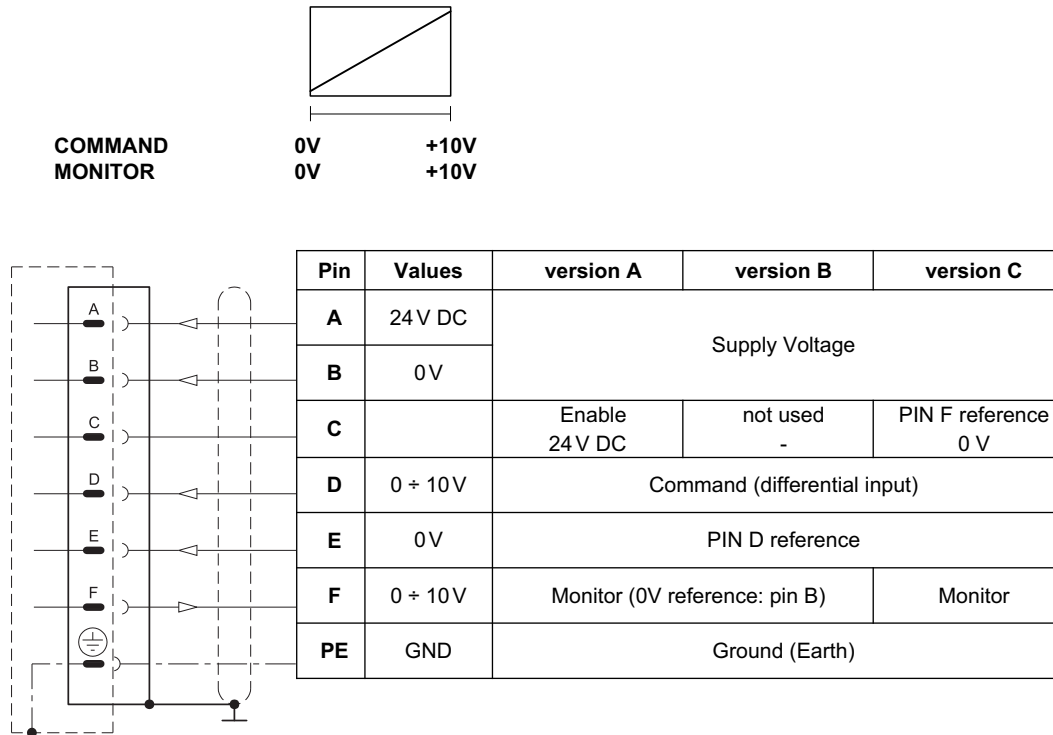 COMMAND 0V +10V
MONITOR 0V +10V
Pin Values version A version B version C
A A 24 V DC Supply Voltage
B B 0 V
C C Enable 24 V DC not used - PIN F reference 0 V
D D 0 ÷ 10 V Command (differential input)
E E 0 V PIN D reference
F F 0 ÷ 10 V Monitor (0V reference: pin B) Monitor
PE GND Ground (Earth)